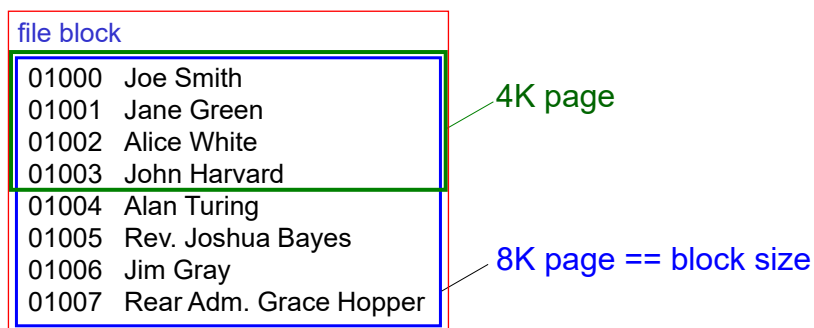 file block
01000 Joe Smith
01001 Jane Green
01002 Alice White
01003 John Harvard
01004 Alan Turing
01005 Rev. Joshua Bayes
01006 Jim Gray
01007 Rear Adm. Grace Hopper
4K page
8K page == block size